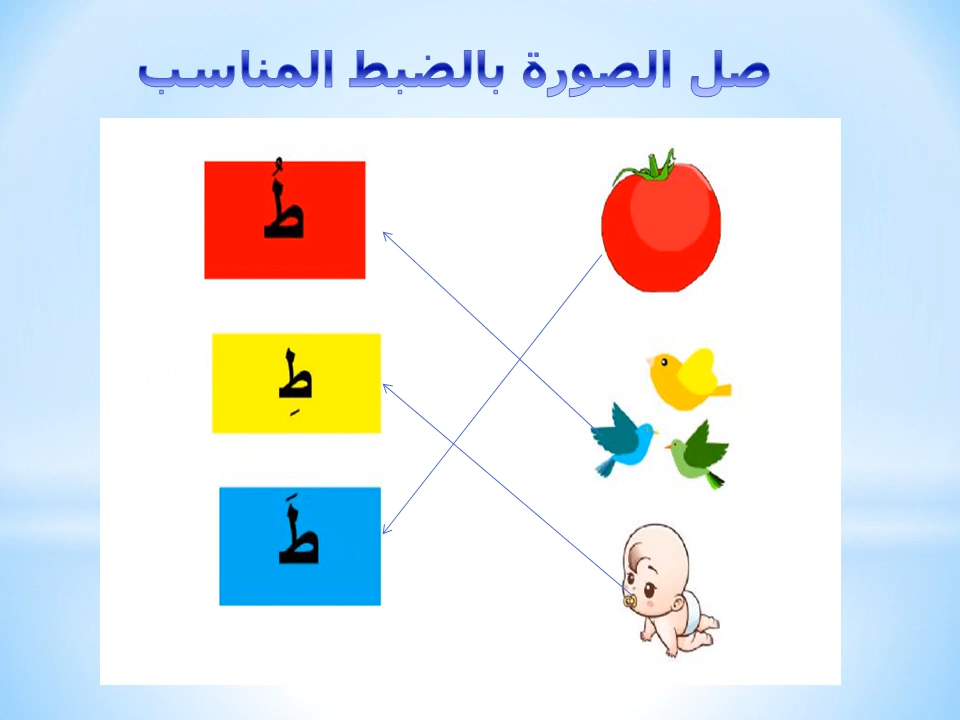 صل الصورة بالضبط المناسب
طُ
طِ
طَ